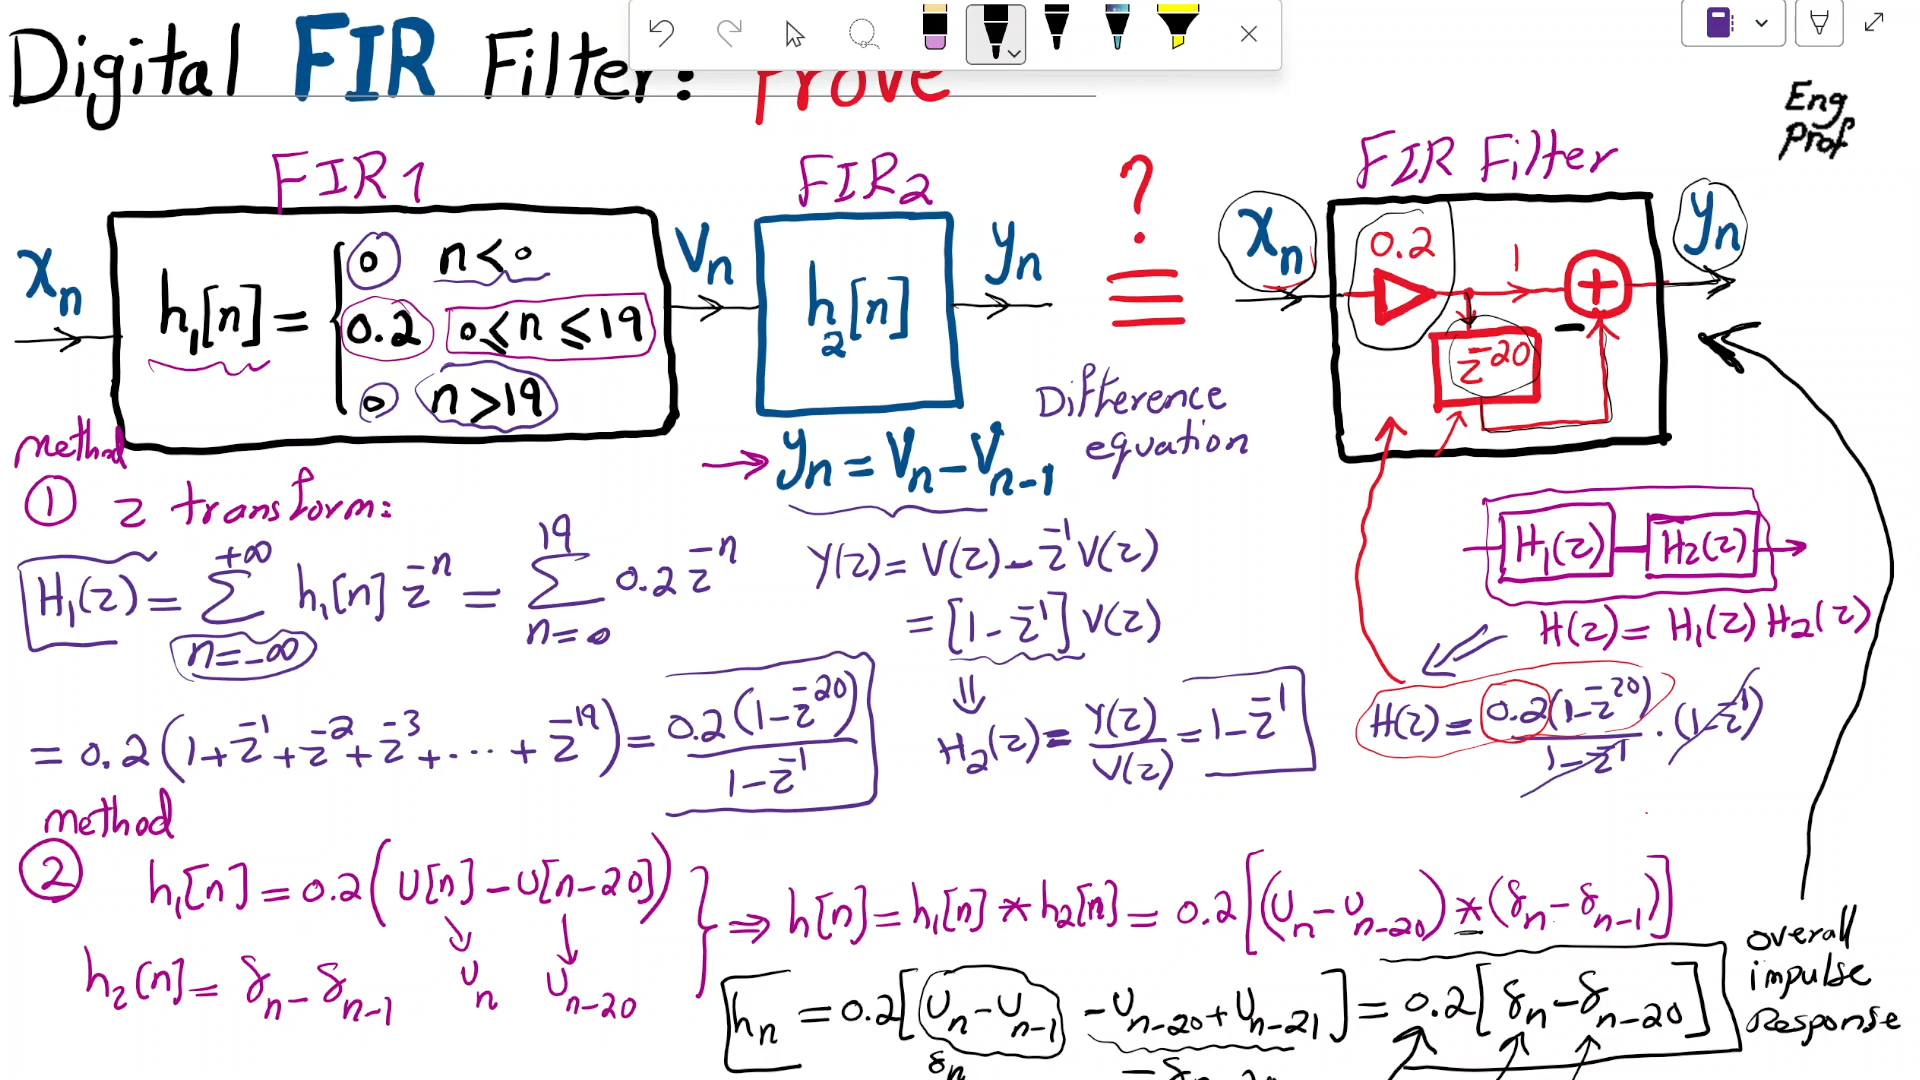 Digital FIR Filter: Prove
Eng
Prof
FIR1
FIR2
?
FIR Filter
xₙ
h₁[n] = { 0 n<0
0.2 0≤n≤19
0 n>19
Vₙ
h₂[n]
yₙ
≡
xₙ
0.2
1
+
−
z⁻²⁰
yₙ
→ yₙ = Vₙ − Vₙ₋₁
Difference
equation
method
① z transform:
H₁(z) = ∑ₙ₌₋∞⁺∞ h₁[n] z⁻ⁿ = ∑ₙ₌₀¹⁹ 0.2 z⁻ⁿ
= 0.2 (1+z⁻¹+z⁻²+z⁻³+ ⋯ + z⁻¹⁹) = 0.2(1−z⁻²⁰) / 1−z⁻¹
Y(z) = V(z) − z⁻¹V(z)
= [1−z⁻¹] V(z)
⇓
H₂(z) = Y(z)/V(z) = 1−z⁻¹
H₁(z) H₂(z)
H(z) = H₁(z) H₂(z)
H(z) = 0.2(1−z⁻²⁰) / 1−z⁻¹ · (1−z⁻¹)
method
② h₁[n] = 0.2(U[n]−U[n−20])
Uₙ Uₙ₋₂₀
h₂[n] = δₙ − δₙ₋₁
⇒ h[n] = h₁[n] * h₂[n] = 0.2[(Uₙ−Uₙ₋₂₀) * (δₙ−δₙ₋₁)]
hₙ = 0.2[Uₙ−Uₙ₋₁ −Uₙ₋₂₀+Uₙ₋₂₁] = 0.2[δₙ−δₙ₋₂₀]
δₙ
overall
impulse
Response